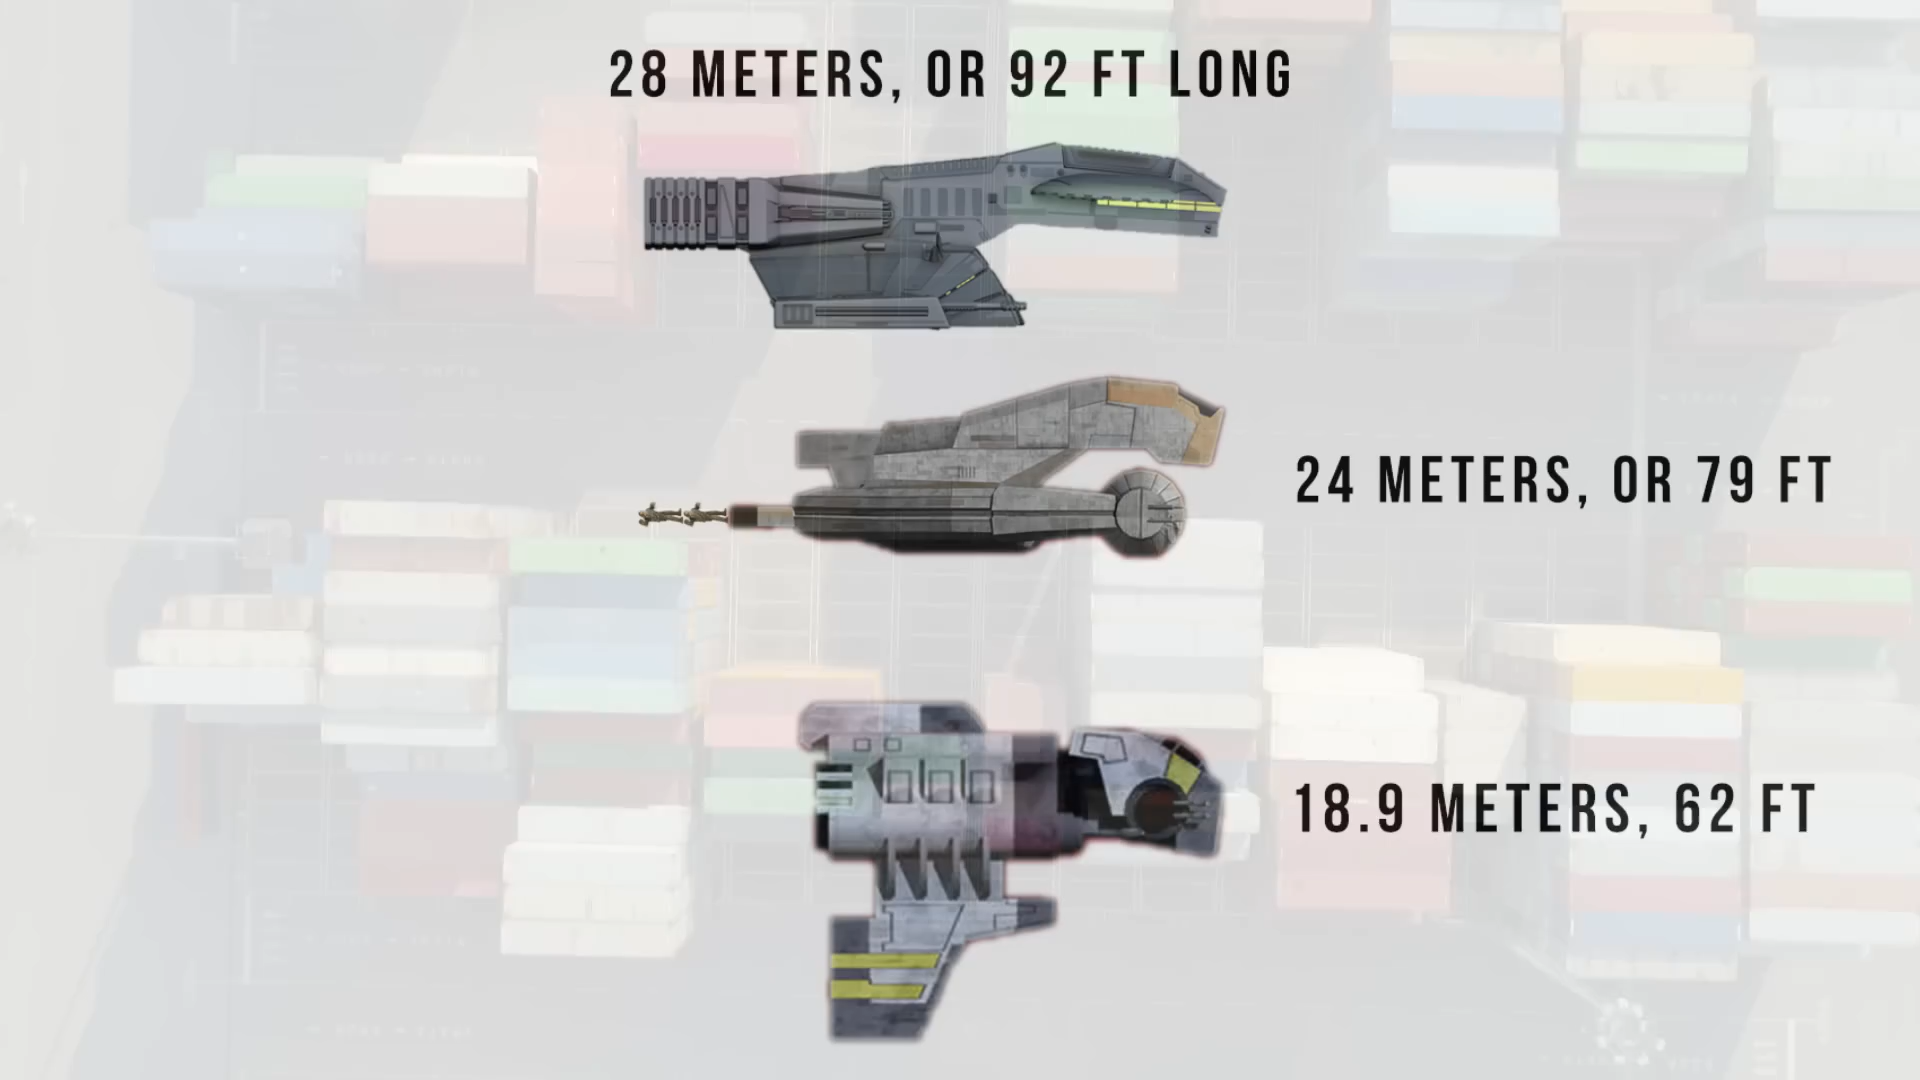 28 METERS, OR 92 FT LONG
24 METERS, OR 79 FT
18.9 METERS, 62 FT